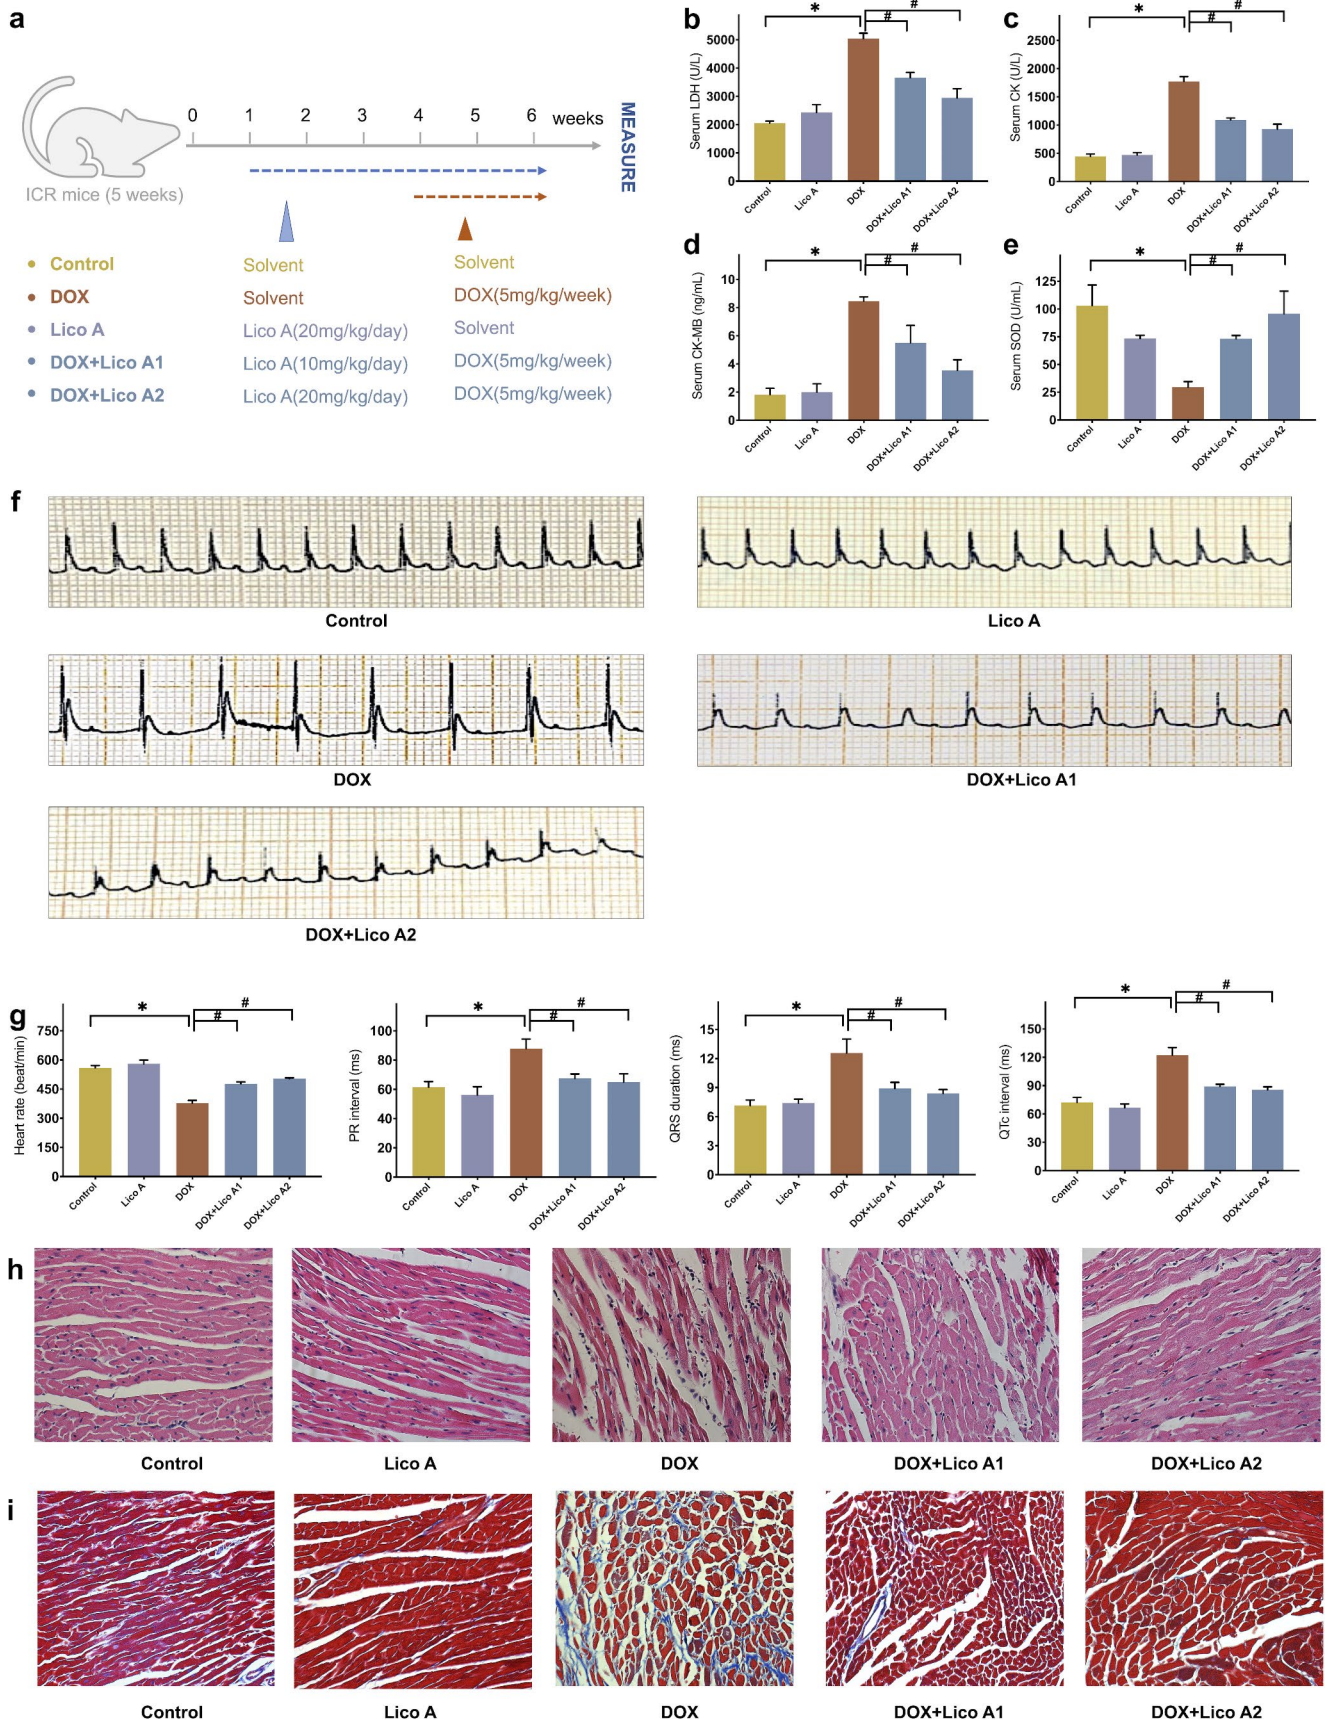 a
0 1 2 3 4 5 6 weeks
MEASURE
ICR mice (5 weeks)
Control Solvent Solvent
DOX Solvent DOX(5mg/kg/week)
Lico A Lico A(20mg/kg/day) Solvent
DOX+Lico A1 Lico A(10mg/kg/day) DOX(5mg/kg/week)
DOX+Lico A2 Lico A(20mg/kg/day) DOX(5mg/kg/week)
b
Serum LDH (U/L)
5000
4000
3000
2000
1000
0
* # #
Control Lico A DOX DOX+Lico A1 DOX+Lico A2
c
Serum CK (U/L)
2500
2000
1500
1000
500
0
* # #
Control Lico A DOX DOX+Lico A1 DOX+Lico A2
d
Serum CK-MB (ng/mL)
10
8
6
4
2
0
* # #
Control Lico A DOX DOX+Lico A1 DOX+Lico A2
e
Serum SOD (U/mL)
125
100
75
50
25
0
* # #
Control Lico A DOX DOX+Lico A1 DOX+Lico A2
f
Control
Lico A
DOX
DOX+Lico A1
DOX+Lico A2
g
Heart rate (beat/min)
750
600
450
300
150
0
* # #
Control Lico A DOX DOX+Lico A1 DOX+Lico A2
PR interval (ms)
100
80
60
40
20
0
* # #
Control Lico A DOX DOX+Lico A1 DOX+Lico A2
QRS duration (ms)
15
12
9
6
3
0
* # #
Control Lico A DOX DOX+Lico A1 DOX+Lico A2
QTc interval (ms)
150
120
90
60
30
0
* # #
Control Lico A DOX DOX+Lico A1 DOX+Lico A2
h
Control Lico A DOX DOX+Lico A1 DOX+Lico A2
i
Control Lico A DOX DOX+Lico A1 DOX+Lico A2